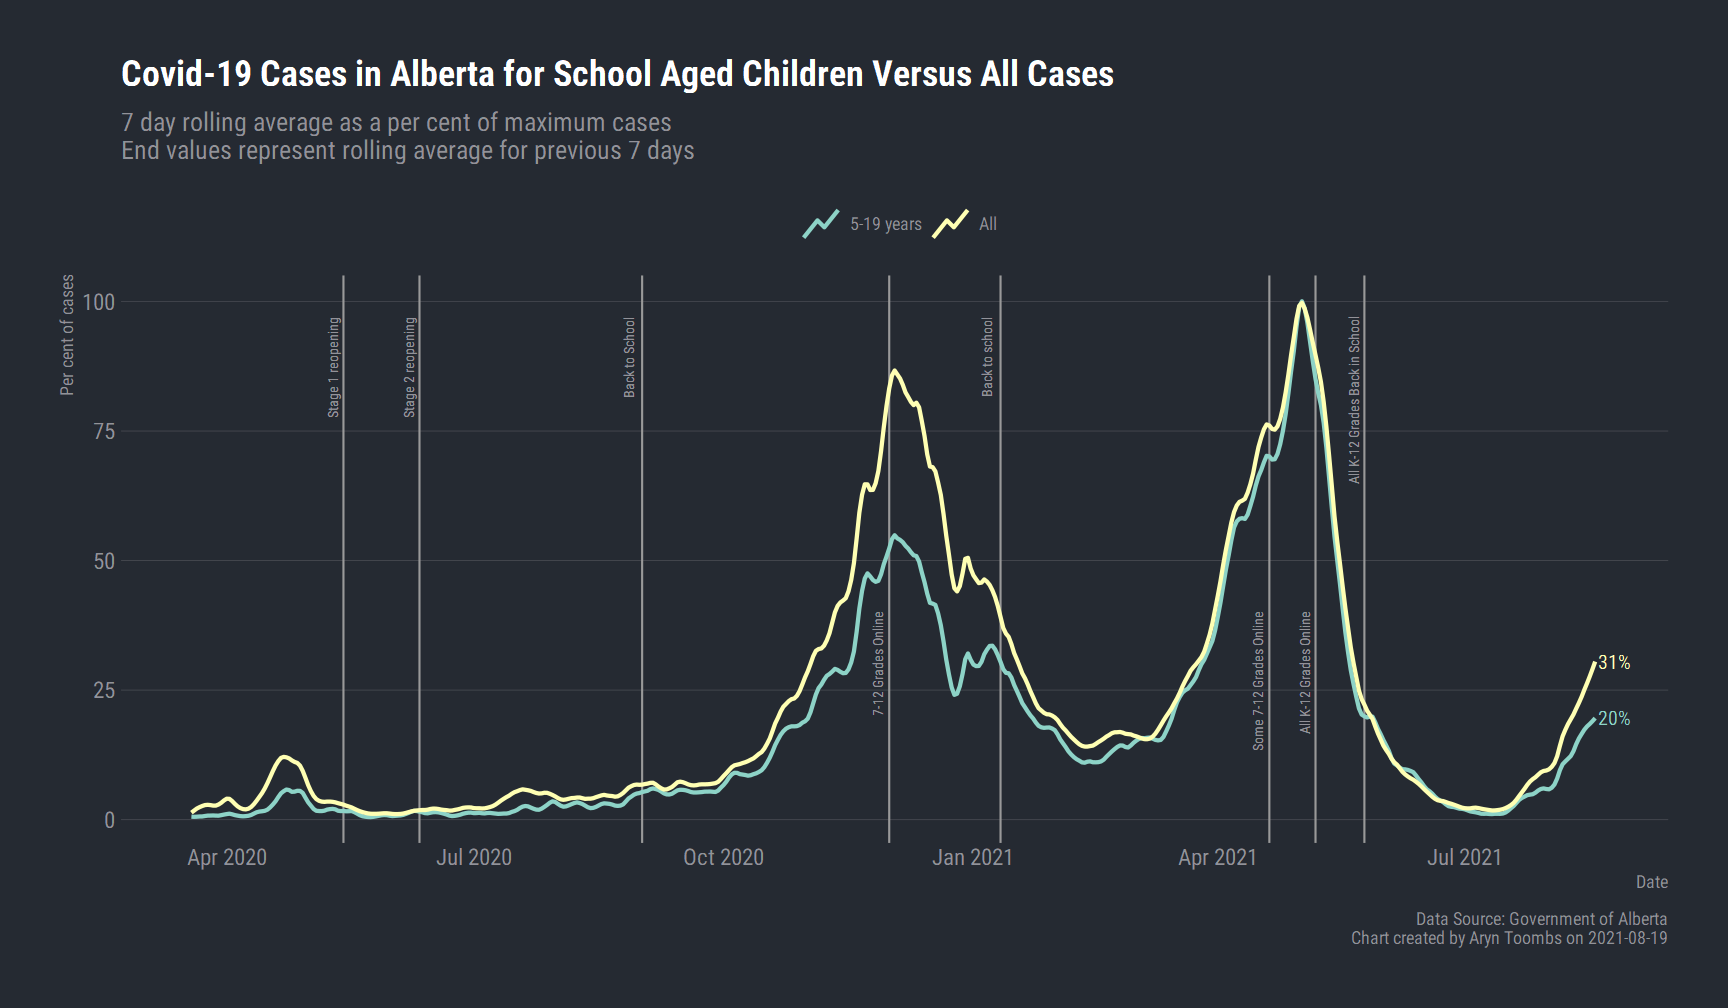 Covid-19 Cases in Alberta for School Aged Children Versus All Cases
7 day rolling average as a per cent of maximum cases
End values represent rolling average for previous 7 days
5-19 years
All
Per cent of cases
100
75
50
25
0
Stage 1 reopening
Stage 2 reopening
Back to School
7-12 Grades Online
Back to school
Some 7-12 Grades Online
All K-12 Grades Online
All K-12 Grades Back in School
31%
20%
Apr 2020
Jul 2020
Oct 2020
Jan 2021
Apr 2021
Jul 2021
Date
Data Source: Government of Alberta
Chart created by Aryn Toombs on 2021-08-19